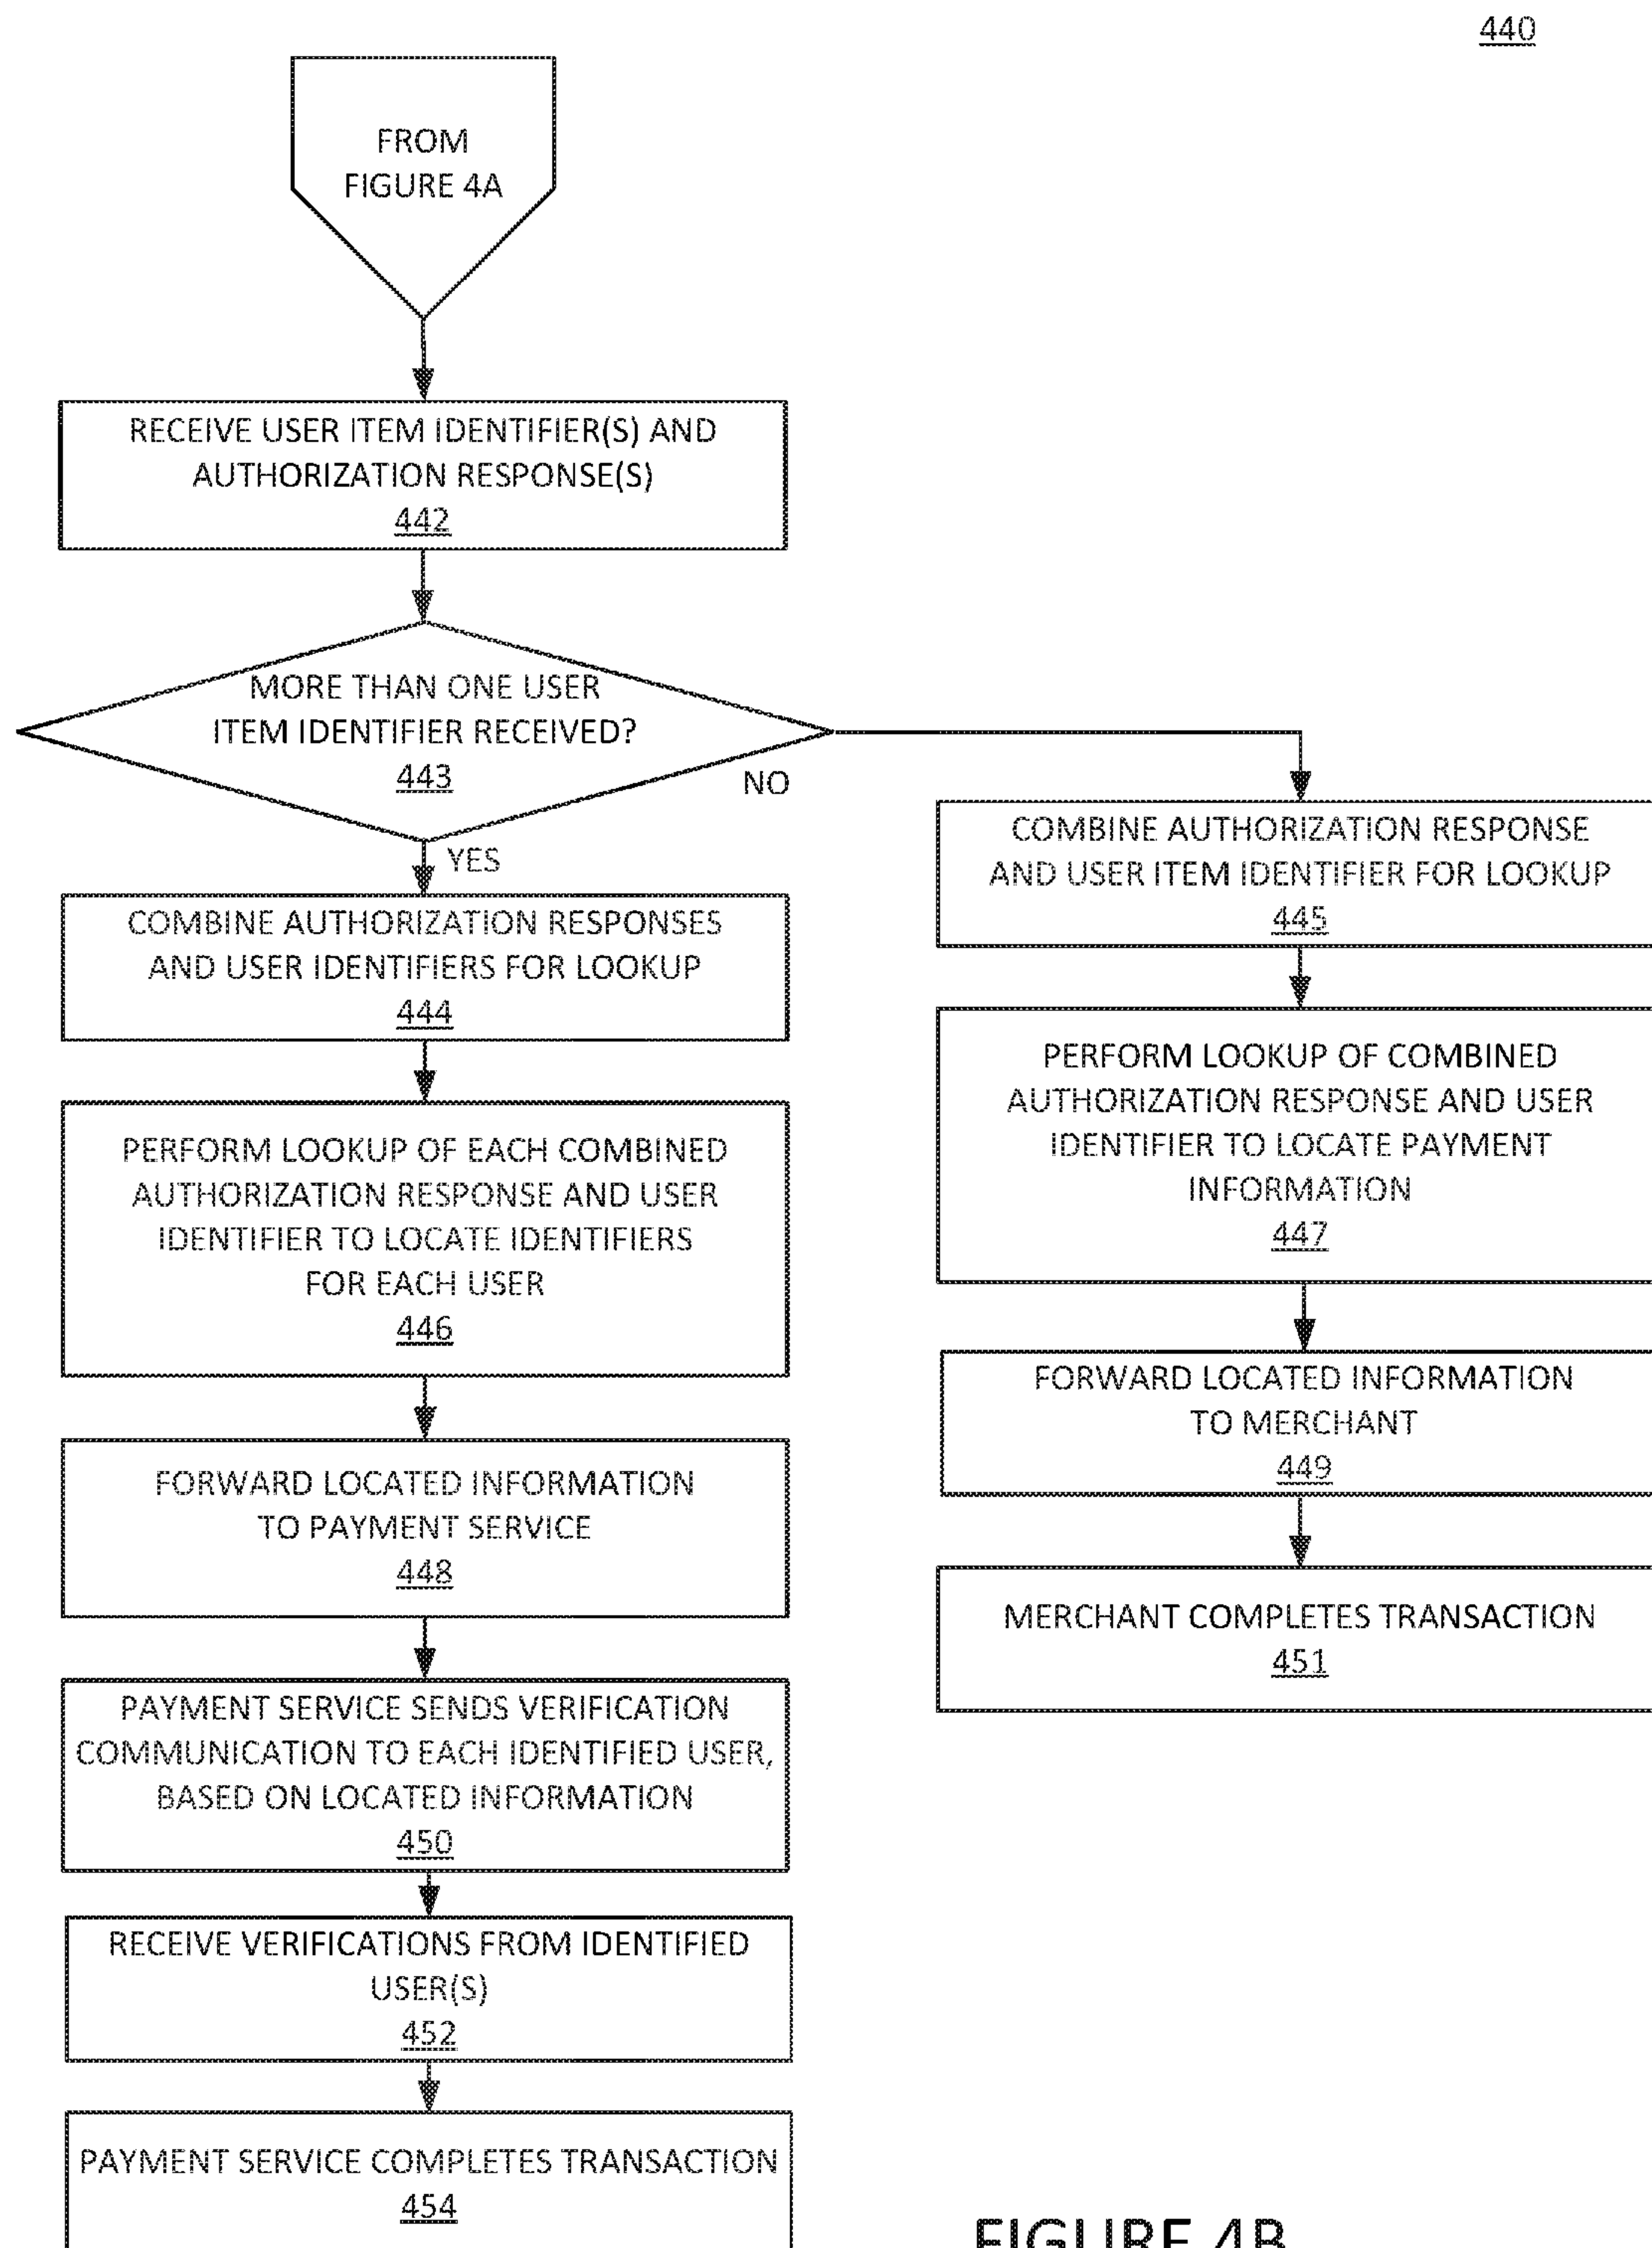 440
FROM
FIGURE 4A
RECEIVE USER ITEM IDENTIFIER(S) AND
AUTHORIZATION RESPONSE(S)
442
MORE THAN ONE USER
ITEM IDENTIFIER RECEIVED?
443
NO
YES
COMBINE AUTHORIZATION RESPONSES
AND USER IDENTIFIERS FOR LOOKUP
444
PERFORM LOOKUP OF EACH COMBINED
AUTHORIZATION RESPONSE AND USER
IDENTIFIER TO LOCATE IDENTIFIERS
FOR EACH USER
446
FORWARD LOCATED INFORMATION
TO PAYMENT SERVICE
448
PAYMENT SERVICE SENDS VERIFICATION
COMMUNICATION TO EACH IDENTIFIED USER,
BASED ON LOCATED INFORMATION
450
RECEIVE VERIFICATIONS FROM IDENTIFIED
USER(S)
452
PAYMENT SERVICE COMPLETES TRANSACTION
454
COMBINE AUTHORIZATION RESPONSE
AND USER ITEM IDENTIFIER FOR LOOKUP
445
PERFORM LOOKUP OF COMBINED
AUTHORIZATION RESPONSE AND USER
IDENTIFIER TO LOCATE PAYMENT
INFORMATION
447
FORWARD LOCATED INFORMATION
TO MERCHANT
449
MERCHANT COMPLETES TRANSACTION
451
FIGURE 4B